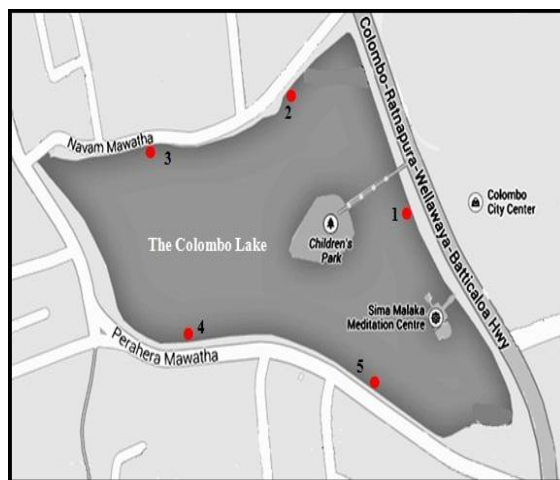 Colombo-Ratnapura-Wellawaya-Batticaloa Hwy
2
Navam Mawatha
3
Colombo
City Center
1
The Colombo Lake
Children's
Park
Sima Malaka
Meditation Centre
4
Perahera Mawatha
5